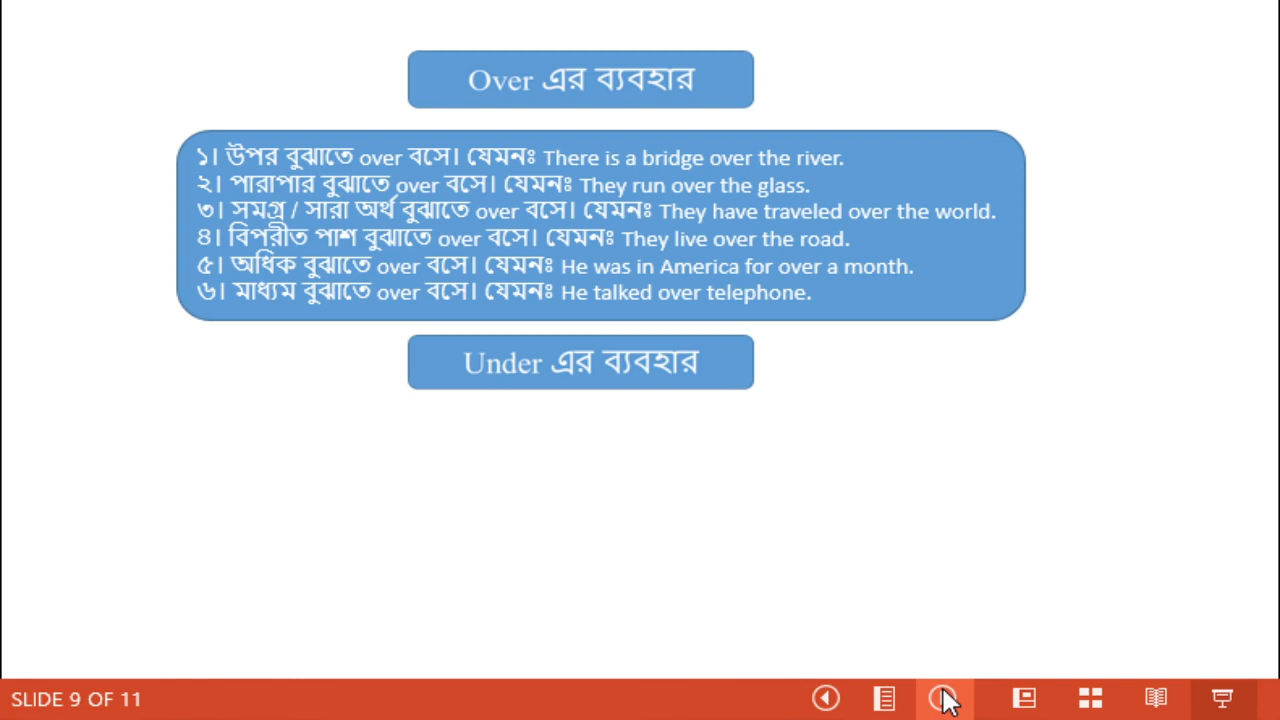 Over এর ব্যবহার
১। উপর বুঝাতে over বসে। যেমনঃ There is a bridge over the river.
২। পারাপার বুঝাতে over বসে। যেমনঃ They run over the glass.
৩। সমগ্র / সারা অর্থ বুঝাতে over বসে। যেমনঃ They have traveled over the world.
৪। বিপরীত পাশ বুঝাতে over বসে। যেমনঃ They live over the road.
৫। অধিক বুঝাতে over বসে। যেমনঃ He was in America for over a month.
৬। মাধ্যম বুঝাতে over বসে। যেমনঃ He talked over telephone.
Under এর ব্যবহার
SLIDE 9 OF 11